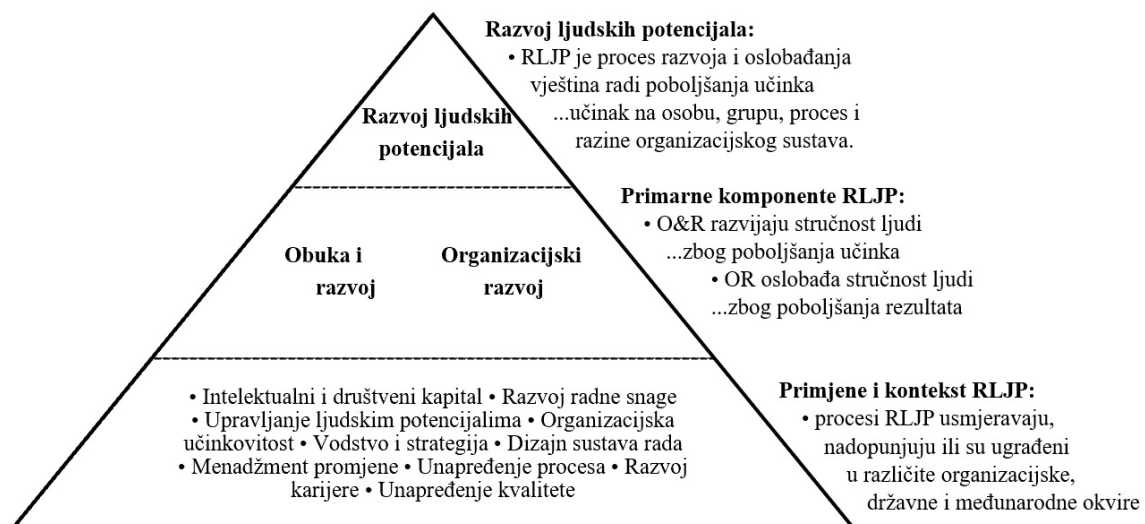 Razvoj ljudskih potencijala:
• RLJP je proces razvoja i oslobađanja
vještina radi poboljšanja učinka
...učinak na osobu, grupu, proces i
razine organizacijskog sustava.
Razvoj ljudskih
potencijala
Primarne komponente RLJP:
• O&R razvijaju stručnost ljudi
...zbog poboljšanja učinka
• OR oslobađa stručnost ljudi
...zbog poboljšanja rezultata
Obuka i
razvoj
Organizacijski
razvoj
Primjene i kontekst RLJP:
• procesi RLJP usmjeravaju,
nadopunjuju ili su ugrađeni
u različite organizacijske,
državne i međunarodne okvire
• Intelektualni i društveni kapital • Razvoj radne snage
• Upravljanje ljudskim potencijalima • Organizacijska
učinkovitost • Vodstvo i strategija • Dizajn sustava rada
• Menadžment promjene • Unapređenje procesa • Razvoj
karijere • Unapređenje kvalitete